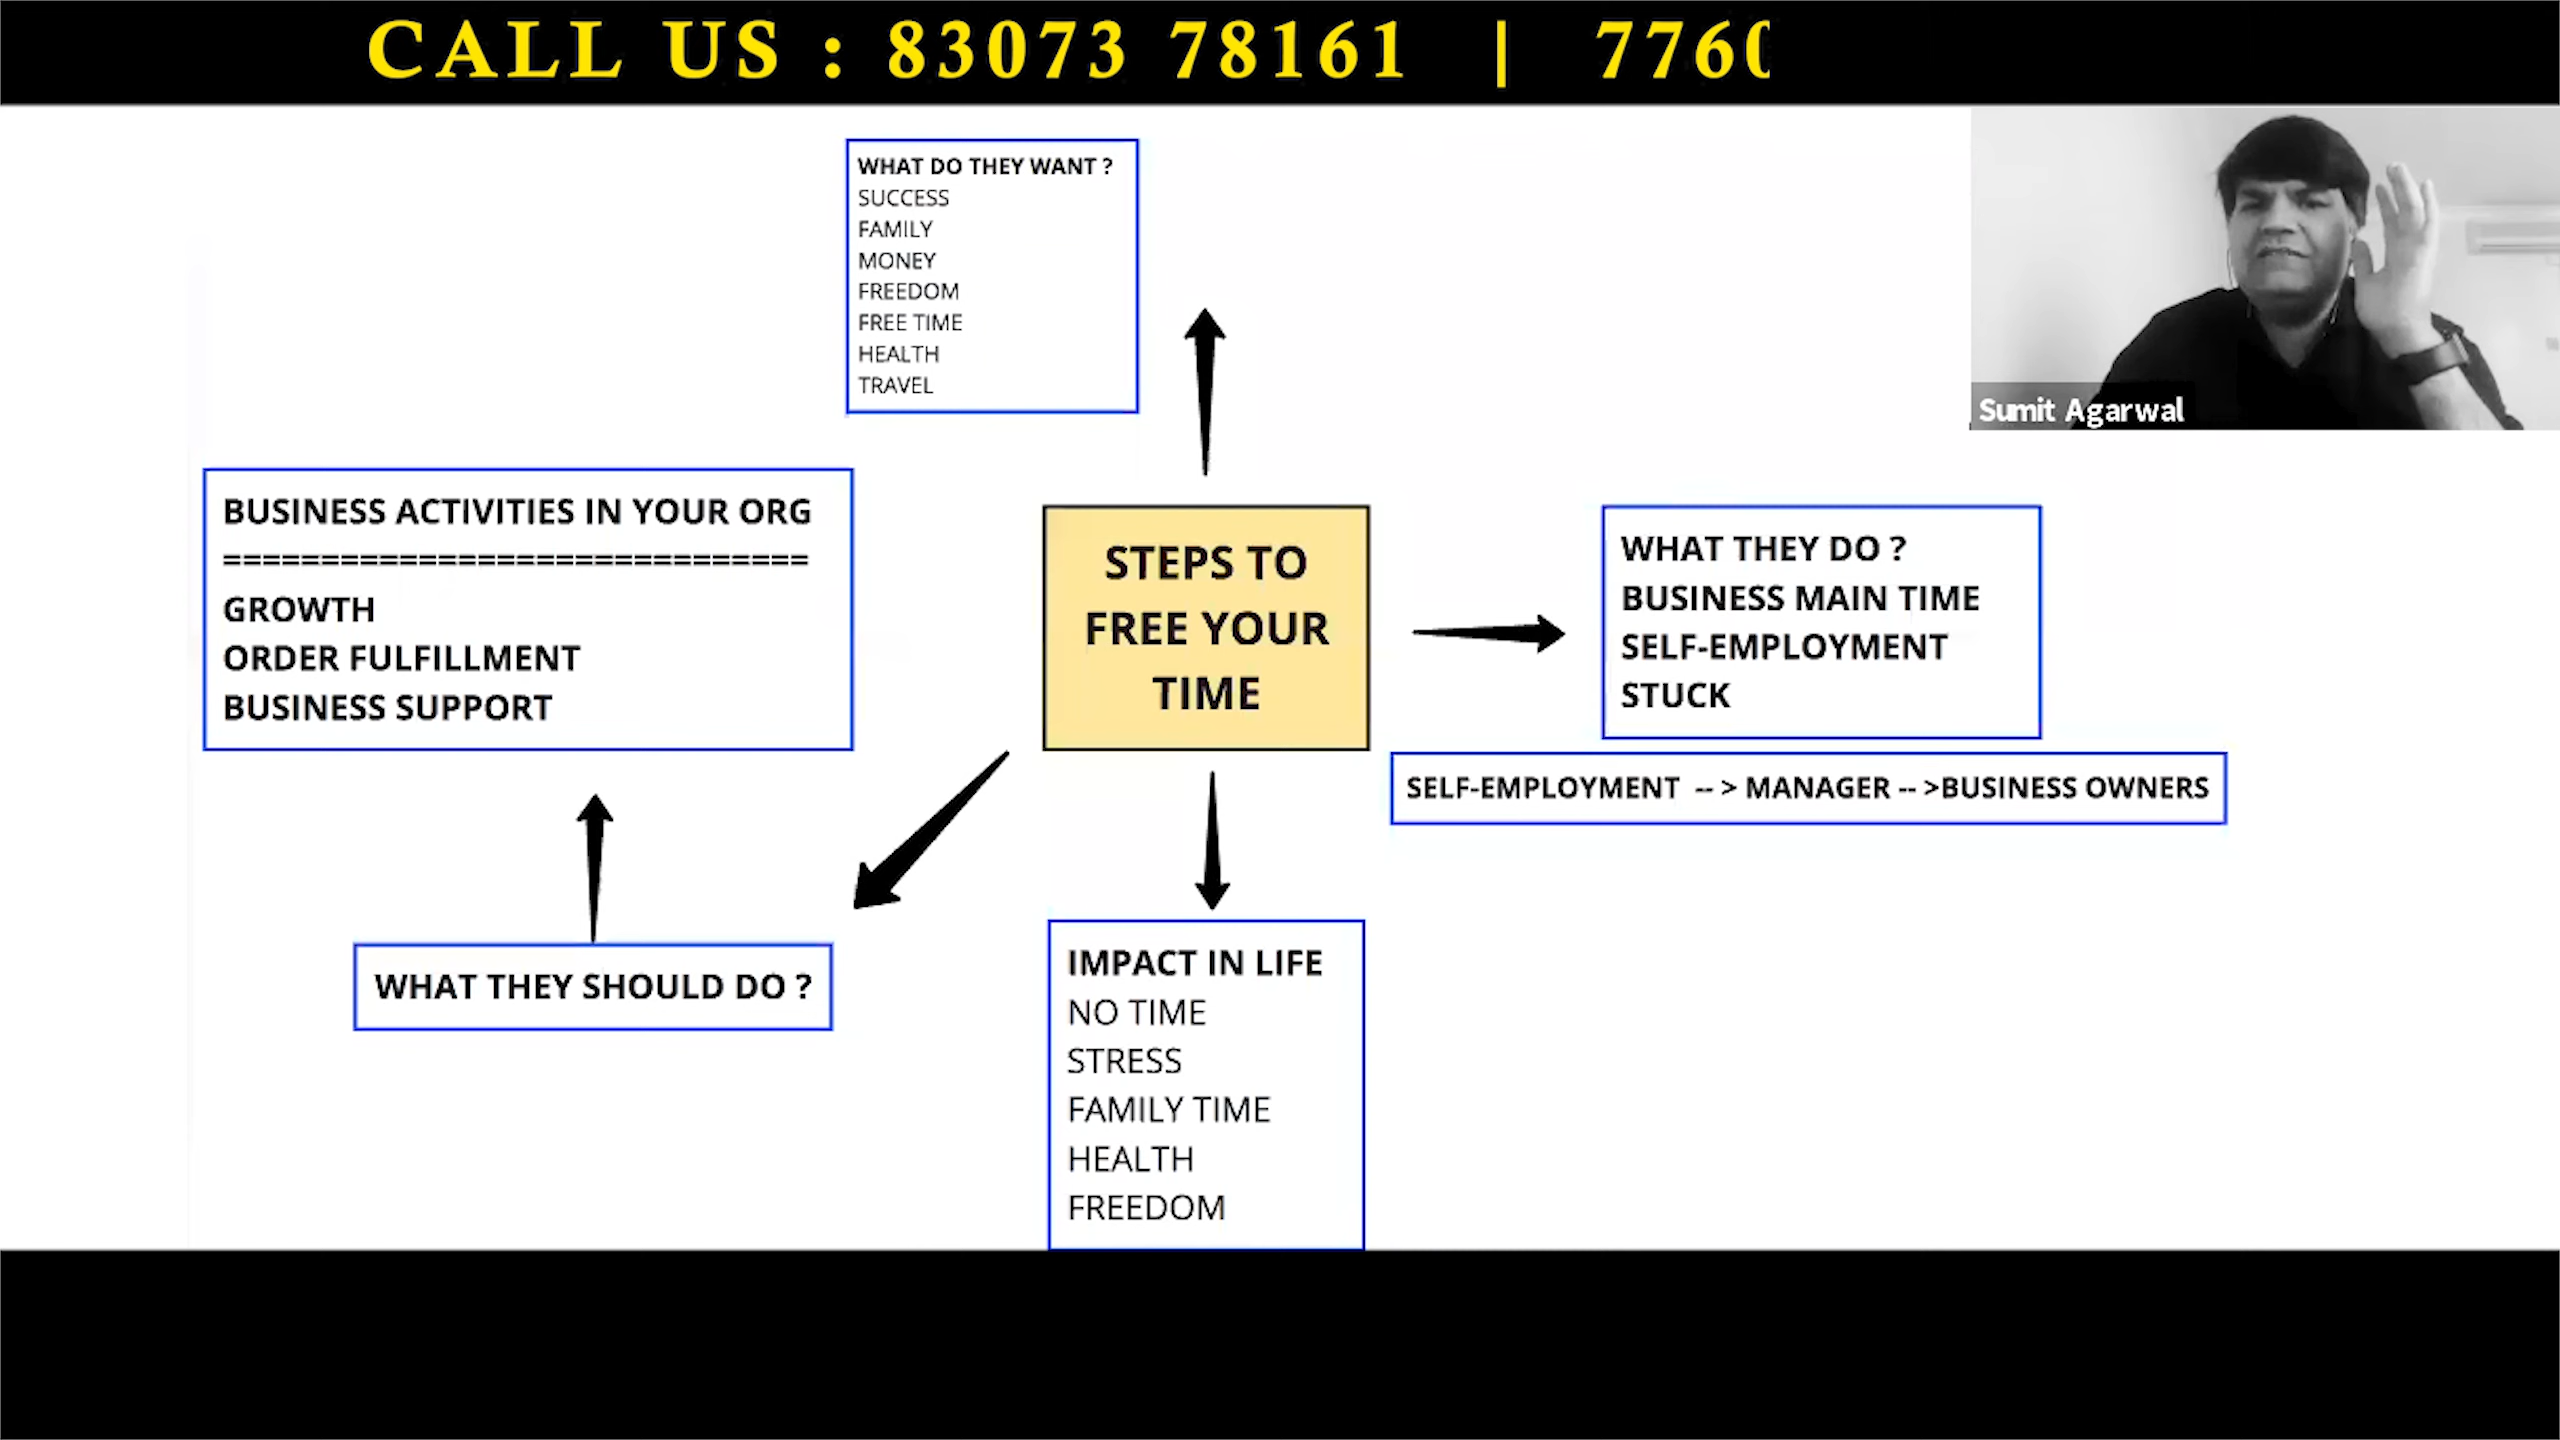 CALL US : 83073 78161 | 7760
WHAT DO THEY WANT ?
SUCCESS
FAMILY
MONEY
FREEDOM
FREE TIME
HEALTH
TRAVEL
Sumit Agarwal
BUSINESS ACTIVITIES IN YOUR ORG
==============================
GROWTH
ORDER FULFILLMENT
BUSINESS SUPPORT
STEPS TO
FREE YOUR
TIME
WHAT THEY DO ?
BUSINESS MAIN TIME
SELF-EMPLOYMENT
STUCK
SELF-EMPLOYMENT -- > MANAGER -- >BUSINESS OWNERS
WHAT THEY SHOULD DO ?
IMPACT IN LIFE
NO TIME
STRESS
FAMILY TIME
HEALTH
FREEDOM